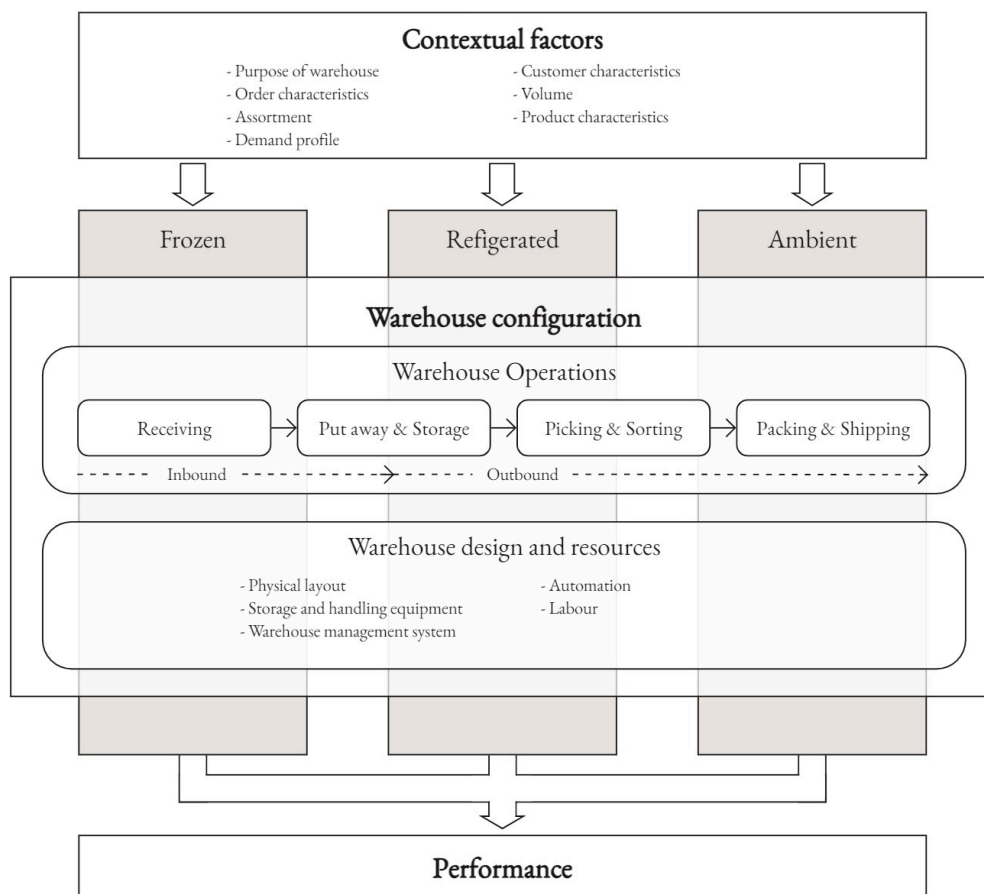 Contextual factors
- Purpose of warehouse
- Order characteristics
- Assortment
- Demand profile
- Customer characteristics
- Volume
- Product characteristics
Frozen
Refigerated
Ambient
Warehouse configuration
Warehouse Operations
Receiving
Put away & Storage
Picking & Sorting
Packing & Shipping
Inbound
Outbound
Warehouse design and resources
- Physical layout
- Storage and handling equipment
- Warehouse management system
- Automation
- Labour
Performance